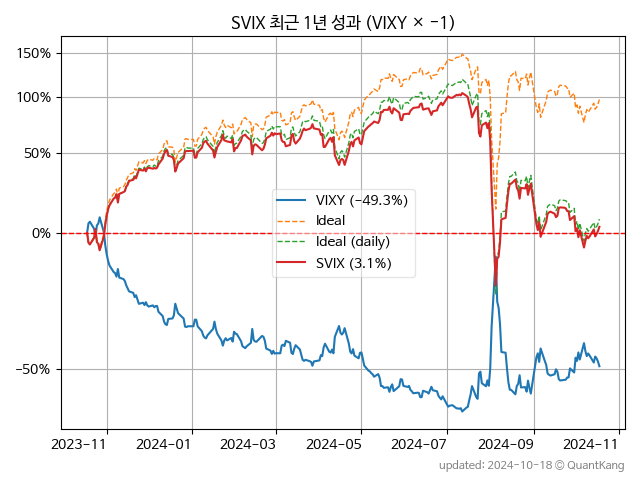 SVIX 최근 1년 성과 (VIXY × −1)
150%
100%
50%
0%
−50%
VIXY (−49.3%)
Ideal
Ideal (daily)
SVIX (3.1%)
2023−11
2024−01
2024−03
2024−05
2024−07
2024−09
2024−11
updated: 2024-10-18 © QuantKang